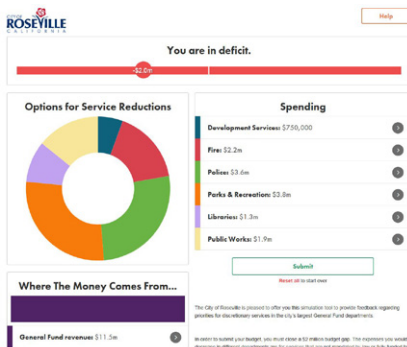 CITY OF
ROSEVILLE
CALIFORNIA
Help
You are in deficit.
-$2.0m
Options for Service Reductions
Spending
Development Services: $750,000
Fire: $2.2m
Police: $3.6m
Parks & Recreation: $3.8m
Libraries: $1.3m
Public Works: $1.9m
Submit
Reset all to start over
Where The Money Comes From...
General Fund revenues: $11.5m
The City of Roseville is pleased to offer you this simulation tool to provide feedback regarding
priorities for discretionary services in the city's largest General Fund departments.
In order to submit your budget, you must close a $2 million budget gap. The expenses you would